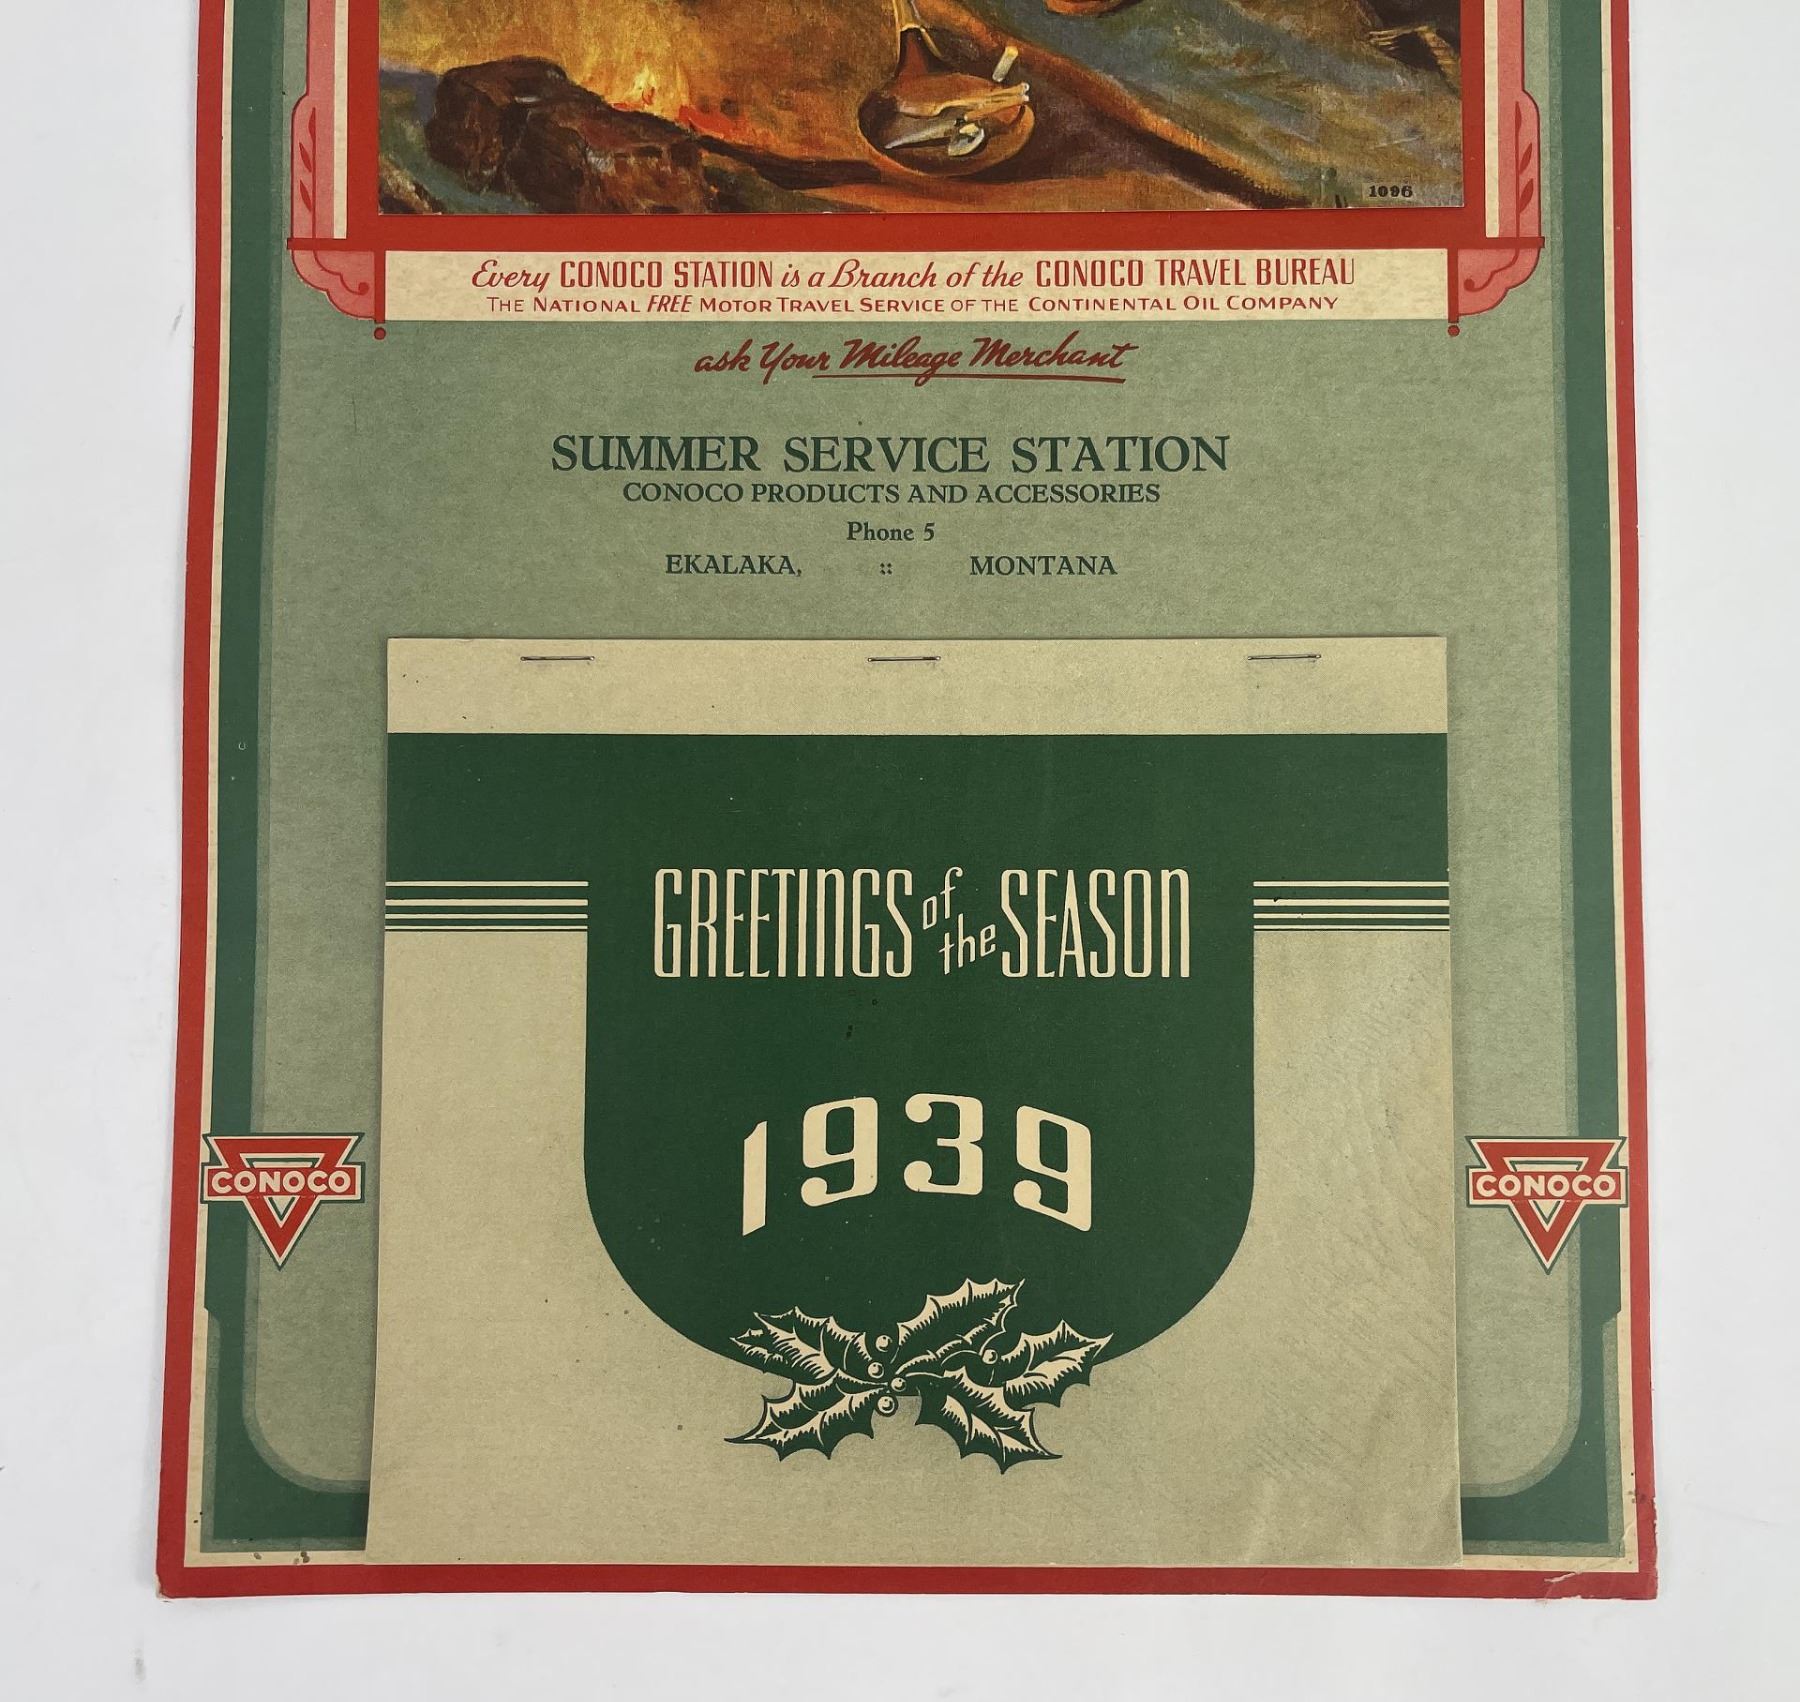 1096
Every CONOCO STATION is a Branch of the CONOCO TRAVEL BUREAU
THE NATIONAL FREE MOTOR TRAVEL SERVICE OF THE CONTINENTAL OIL COMPANY
ask Your Mileage Merchant
SUMMER SERVICE STATION
CONOCO PRODUCTS AND ACCESSORIES
Phone 5
EKALAKA, :: MONTANA
GREETINGS of the SEASON
1939
CONOCO
CONOCO